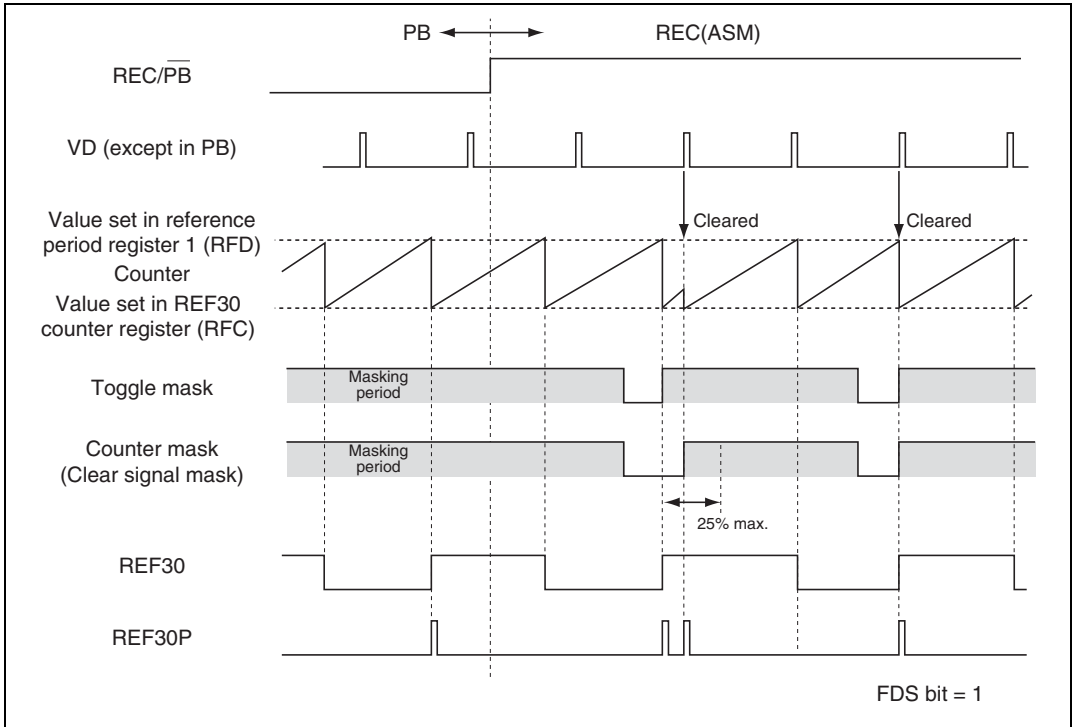 PB
REC(ASM)
REC/P̅B̅
VD (except in PB)
Cleared
Cleared
Value set in reference
period register 1 (RFD)
Counter
Value set in REF30
counter register (RFC)
Toggle mask
Masking
period
Counter mask
(Clear signal mask)
Masking
period
25% max.
REF30
REF30P
FDS bit = 1